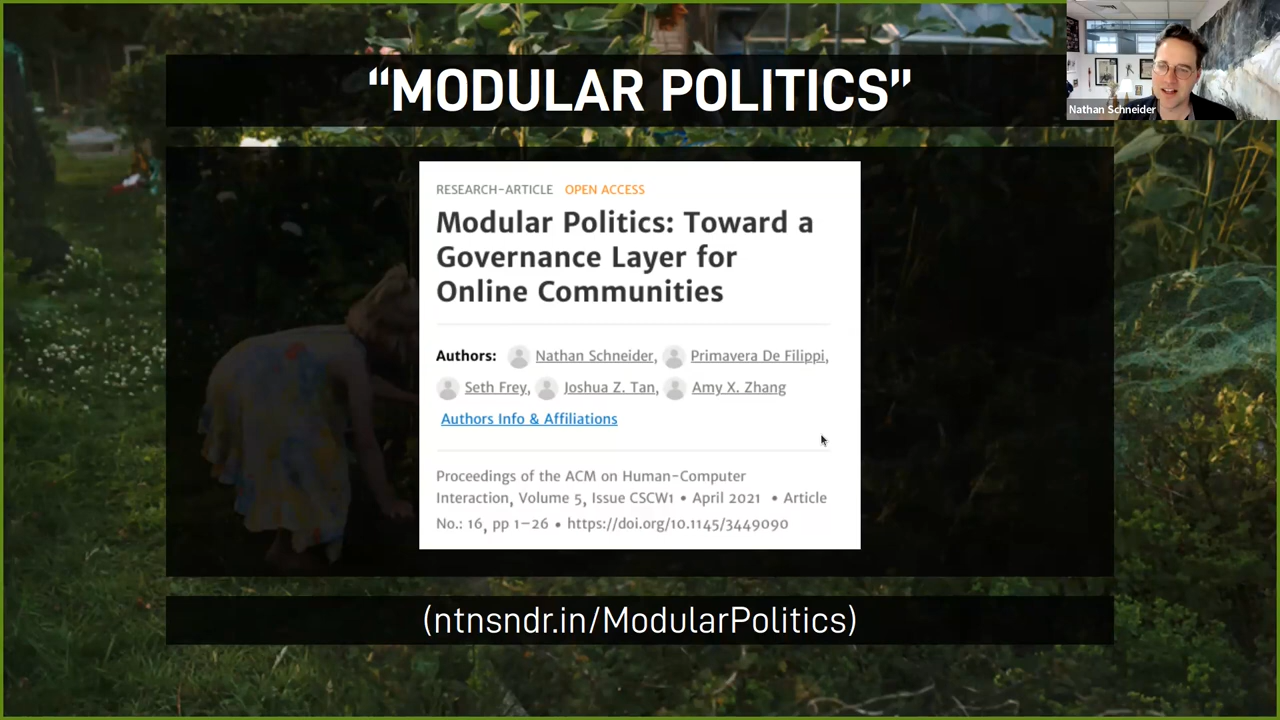 “MODULAR POLITICS”
Nathan Schneider
RESEARCH-ARTICLE OPEN ACCESS
Modular Politics: Toward a
Governance Layer for
Online Communities
Authors: Nathan Schneider, Primavera De Filippi,
Seth Frey, Joshua Z. Tan, Amy X. Zhang
Authors Info & Affiliations
Proceedings of the ACM on Human-Computer
Interaction, Volume 5, Issue CSCW1 • April 2021 • Article
No.: 16, pp 1–26 • https://doi.org/10.1145/3449090
(ntnsndr.in/ModularPolitics)